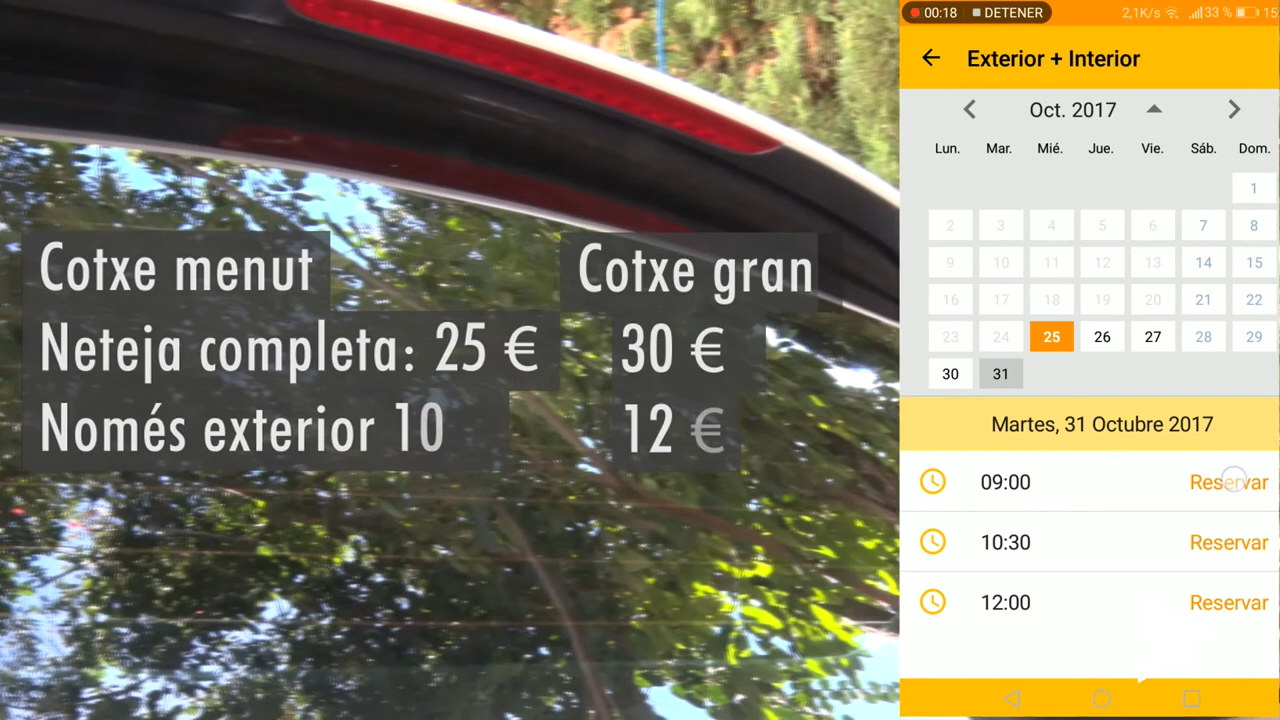 Cotxe menut
Cotxe gran
Neteja completa: 25 €
30 €
Només exterior 10
12 €
00:18 DETENER
2,1K/s 33 % 15
Exterior + Interior
Oct. 2017
Lun. Mar. Mié. Jue. Vie. Sáb. Dom.
1
2 3 4 5 6 7 8
9 10 11 12 13 14 15
16 17 18 19 20 21 22
23 24 25 26 27 28 29
30 31
Martes, 31 Octubre 2017
09:00 Reservar
10:30 Reservar
12:00 Reservar